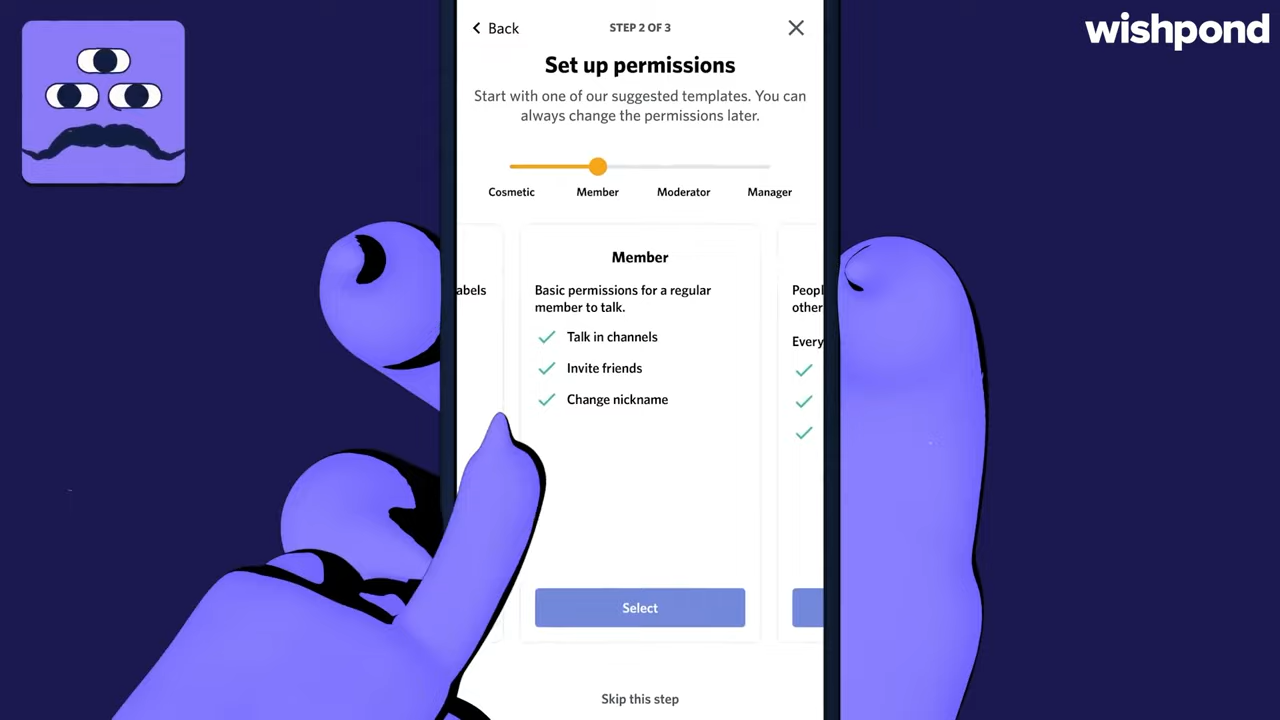 wishpond
Back
STEP 2 OF 3
Set up permissions
Start with one of our suggested templates. You can
always change the permissions later.
Cosmetic
Member
Moderator
Manager
Member
Basic permissions for a regular
member to talk.
Talk in channels
Invite friends
Change nickname
Select
Skip this step